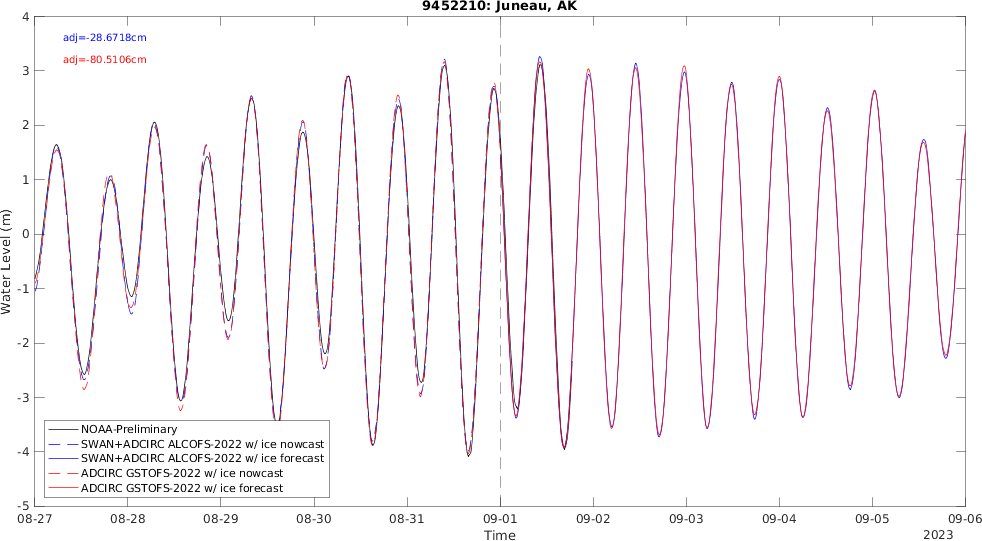 9452210: Juneau, AK
adj=-28.6718cm
adj=-80.5106cm
4
3
2
1
0
-1
-2
-3
-4
-5
Water Level (m)
NOAA-Preliminary
SWAN+ADCIRC ALCOFS-2022 w/ ice nowcast
SWAN+ADCIRC ALCOFS-2022 w/ ice forecast
ADCIRC GSTOFS-2022 w/ ice nowcast
ADCIRC GSTOFS-2022 w/ ice forecast
08-27 08-28 08-29 08-30 08-31 09-01 09-02 09-03 09-04 09-05 09-06
Time
2023